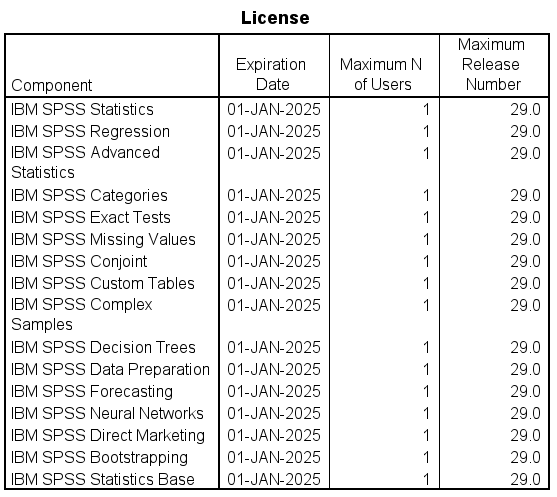 License
Component Expiration Date Maximum N of Users Maximum Release Number
IBM SPSS Statistics 01-JAN-2025 1 29.0
IBM SPSS Regression 01-JAN-2025 1 29.0
IBM SPSS Advanced Statistics 01-JAN-2025 1 29.0
IBM SPSS Categories 01-JAN-2025 1 29.0
IBM SPSS Exact Tests 01-JAN-2025 1 29.0
IBM SPSS Missing Values 01-JAN-2025 1 29.0
IBM SPSS Conjoint 01-JAN-2025 1 29.0
IBM SPSS Custom Tables 01-JAN-2025 1 29.0
IBM SPSS Complex Samples 01-JAN-2025 1 29.0
IBM SPSS Decision Trees 01-JAN-2025 1 29.0
IBM SPSS Data Preparation 01-JAN-2025 1 29.0
IBM SPSS Forecasting 01-JAN-2025 1 29.0
IBM SPSS Neural Networks 01-JAN-2025 1 29.0
IBM SPSS Direct Marketing 01-JAN-2025 1 29.0
IBM SPSS Bootstrapping 01-JAN-2025 1 29.0
IBM SPSS Statistics Base 01-JAN-2025 1 29.0